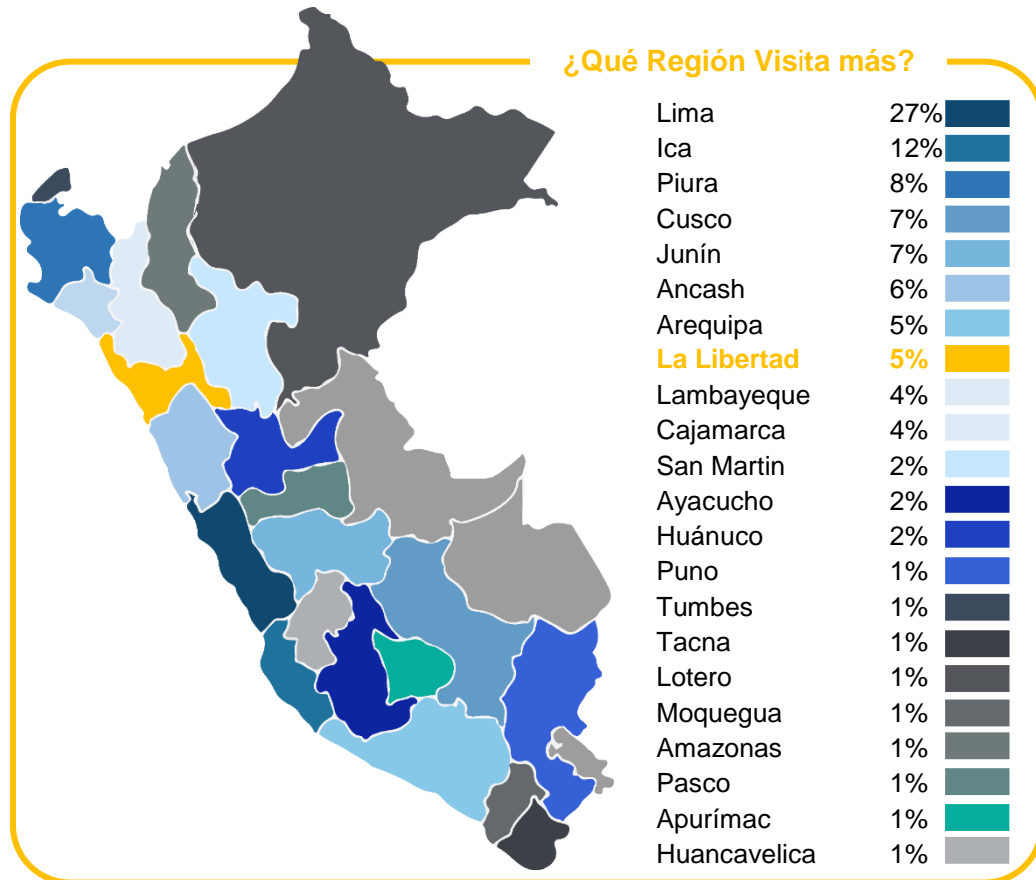 ¿Qué Región Visita más?
Lima 27%
Ica 12%
Piura 8%
Cusco 7%
Junín 7%
Ancash 6%
Arequipa 5%
La Libertad 5%
Lambayeque 4%
Cajamarca 4%
San Martin 2%
Ayacucho 2%
Huánuco 2%
Puno 1%
Tumbes 1%
Tacna 1%
Lotero 1%
Moquegua 1%
Amazonas 1%
Pasco 1%
Apurímac 1%
Huancavelica 1%